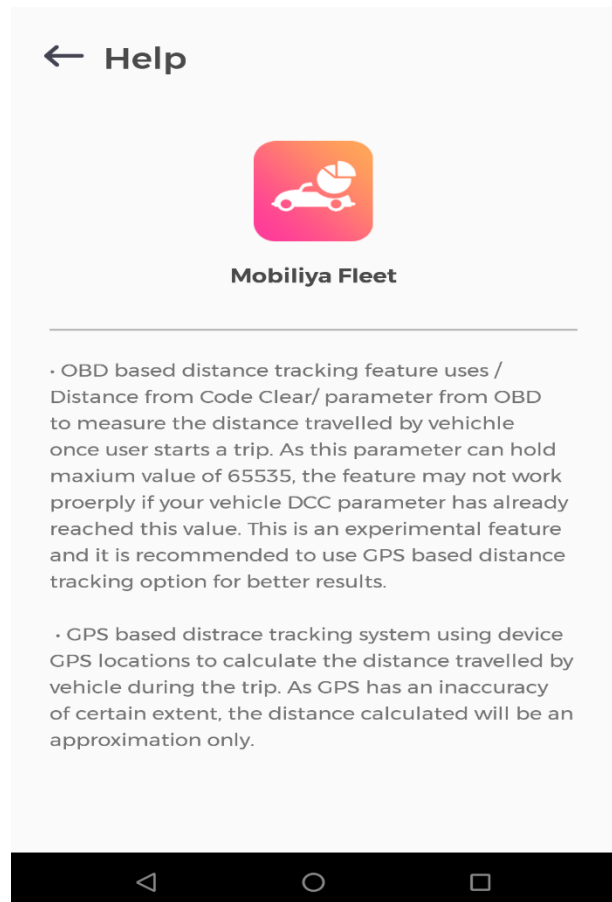 Help
Mobiliya Fleet
• OBD based distance tracking feature uses /
Distance from Code Clear/ parameter from OBD
to measure the distance travelled by vehichle
once user starts a trip. As this parameter can hold
maxium value of 65535, the feature may not work
proerply if your vehicle DCC parameter has already
reached this value. This is an experimental feature
and it is recommended to use GPS based distance
tracking option for better results.
• GPS based distrace tracking system using device
GPS locations to calculate the distance travelled by
vehicle during the trip. As GPS has an inaccuracy
of certain extent, the distance calculated will be an
approximation only.